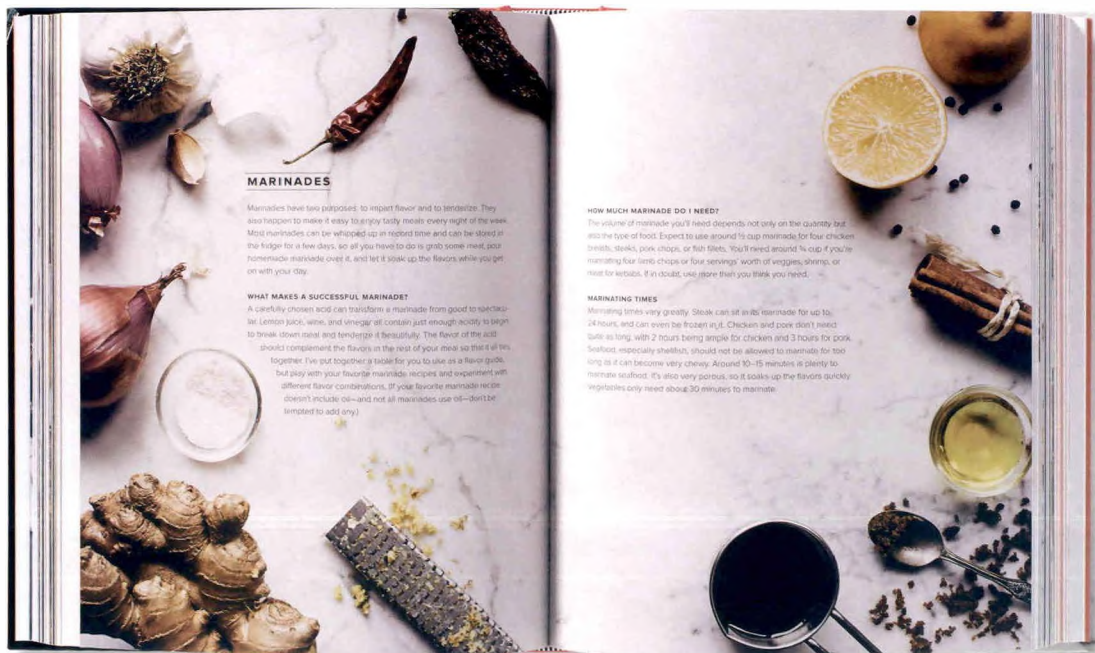 MARINADES
Marinades have two purposes: to impart flavor and to tenderize. They
also happen to make it easy to enjoy tasty meals every night of the week.
Most marinades can be whipped up in record time and can be stored in
the fridge for a few days, so all you have to do is grab some meat, pour
homemade marinade over it, and let it soak up the flavors while you get
on with your day.
WHAT MAKES A SUCCESSFUL MARINADE?
A carefully chosen acid can transform a marinade from good to spectacu-
lar. Lemon juice, wine, and vinegar all contain just enough acidity to begin
to break down meat and tenderize it beautifully. The flavor of the acid
should complement the flavors in the rest of your meal so that it all ties
together. I've put together a table for you to use as a flavor guide,
but play with your favorite marinade recipes and experiment with
different flavor combinations. (If your favorite marinade recipe
doesn't include oil—and not all marinades use oil—don't be
tempted to add any.)
HOW MUCH MARINADE DO I NEED?
The volume of marinade you'll need depends not only on the quantity but
also the type of food. Expect to use around ½ cup marinade for four chicken
breasts, steaks, pork chops, or fish fillets. You'll need around ¾ cup if you're
marinating four lamb chops or four servings' worth of veggies, shrimp, or
meat for kebabs. If in doubt, use more than you think you need.
MARINATING TIMES
Marinating times vary greatly. Steak can sit in its marinade for up to
24 hours, and can even be frozen in it. Chicken and pork don't need
quite as long, with 2 hours being ample for chicken and 3 hours for pork.
Seafood, especially shellfish, should not be allowed to marinate for too
long as it can become very chewy. Around 10–15 minutes is plenty to
marinate seafood. It's also very porous, so it soaks up the flavors quickly.
Vegetables only need about 30 minutes to marinate.